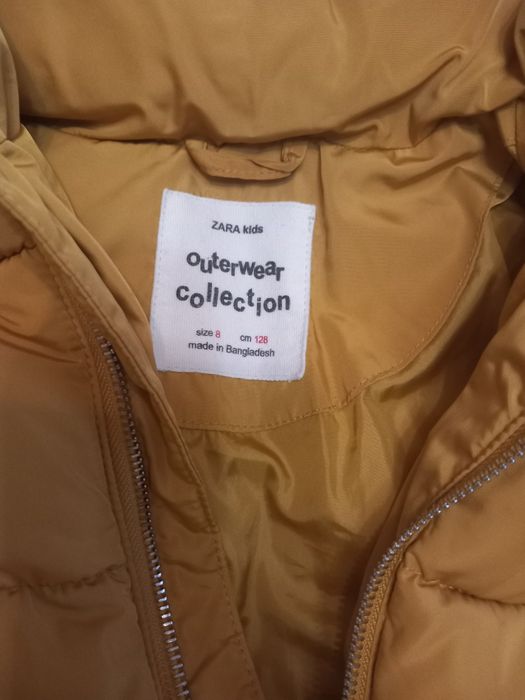 ZARA kids
outerwear
collection
size 8 cm 128
made in Bangladesh